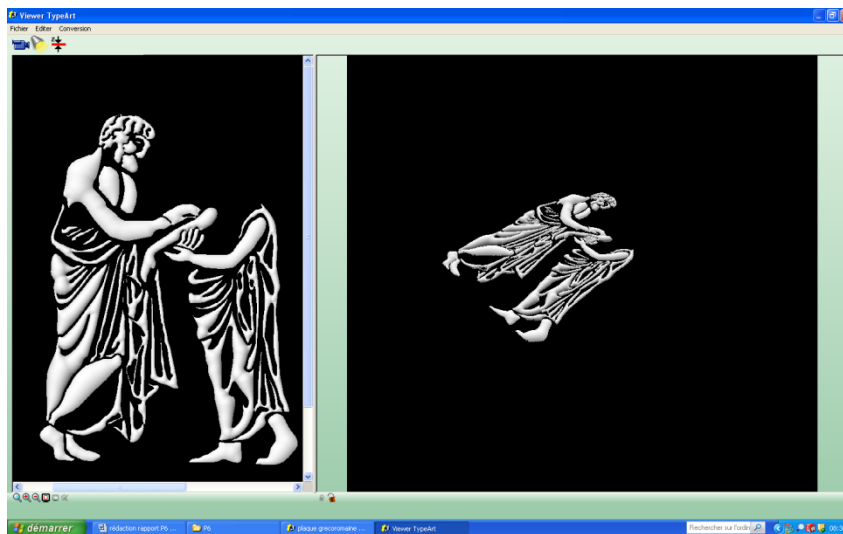 Viewer TypeArt
Fichier Editer Conversion
démarrer
rédaction rapport P6 ...
P6
plaque grecoromaine ...
Viewer TypeArt
Rechercher sur l'ordin